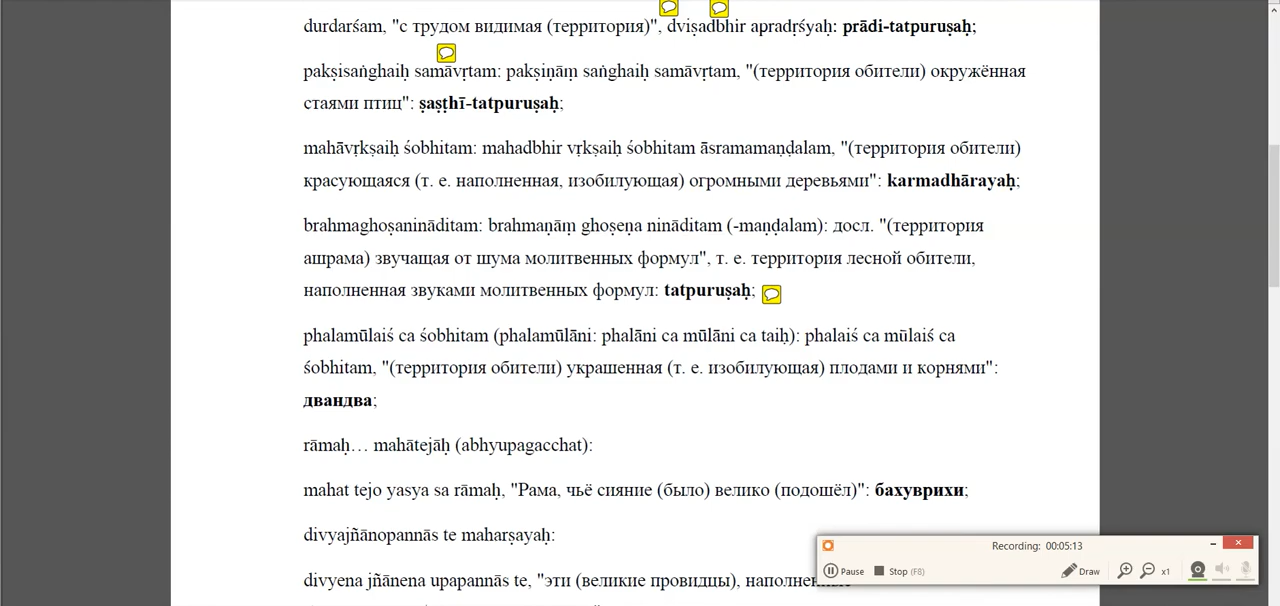 durdarśam, "с трудом видимая (территория)", dviṣadbhir apradṛśyaḥ: prādi-tatpuruṣaḥ;
pakṣisaṅghaiḥ samāvṛtam: pakṣiṇāṃ saṅghaiḥ samāvṛtam, "(территория обители) окружённая
стаями птиц": ṣaṣṭhī-tatpuruṣaḥ;
mahāvṛkṣaiḥ śobhitam: mahadbhir vṛkṣaiḥ śobhitam āsramamaṇḍalam, "(территория обители)
красующаяся (т. е. наполненная, изобилующая) огромными деревьями": karmadhārayaḥ;
brahmaghoṣanināditam: brahmaṇāṃ ghoṣeṇa nināditam (-maṇḍalam): досл. "(территория
ашрама) звучащая от шума молитвенных формул", т. е. территория лесной обители,
наполненная звуками молитвенных формул: tatpuruṣaḥ;
phalamūlaiś ca śobhitam (phalamūlāni: phalāni ca mūlāni ca taiḥ): phalaiś ca mūlaiś ca
śobhitam, "(территория обители) украшенная (т. е. изобилующая) плодами и корнями":
двандва;
rāmaḥ… mahātejāḥ (abhyupagacchat):
mahat tejo yasya sa rāmaḥ, "Рама, чьё сияние (было) велико (подошёл)": бахуврихи;
divyajñānopannās te maharṣayaḥ:
divyena jñānena upapannās te, "эти (великие провидцы), наполненные
Recording: 00:05:13
Pause Stop (F8) Draw x1